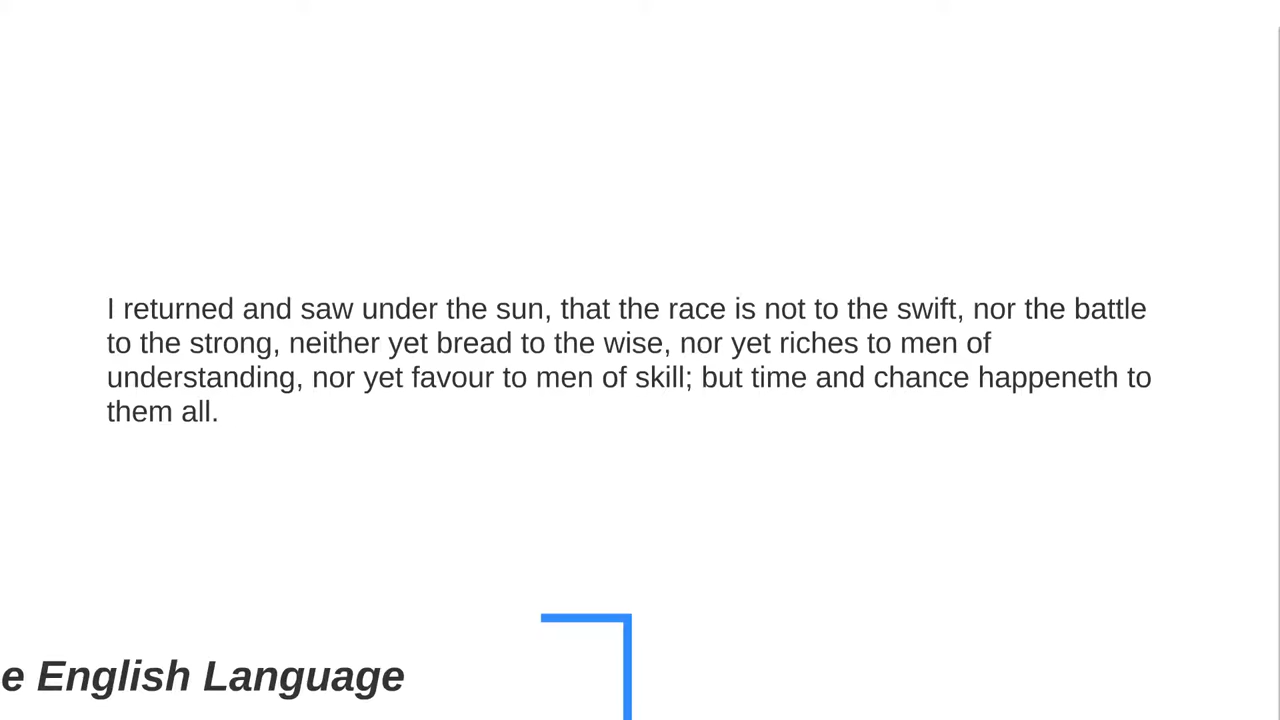 I returned and saw under the sun, that the race is not to the swift, nor the battle
to the strong, neither yet bread to the wise, nor yet riches to men of
understanding, nor yet favour to men of skill; but time and chance happeneth to
them all.
e English Language